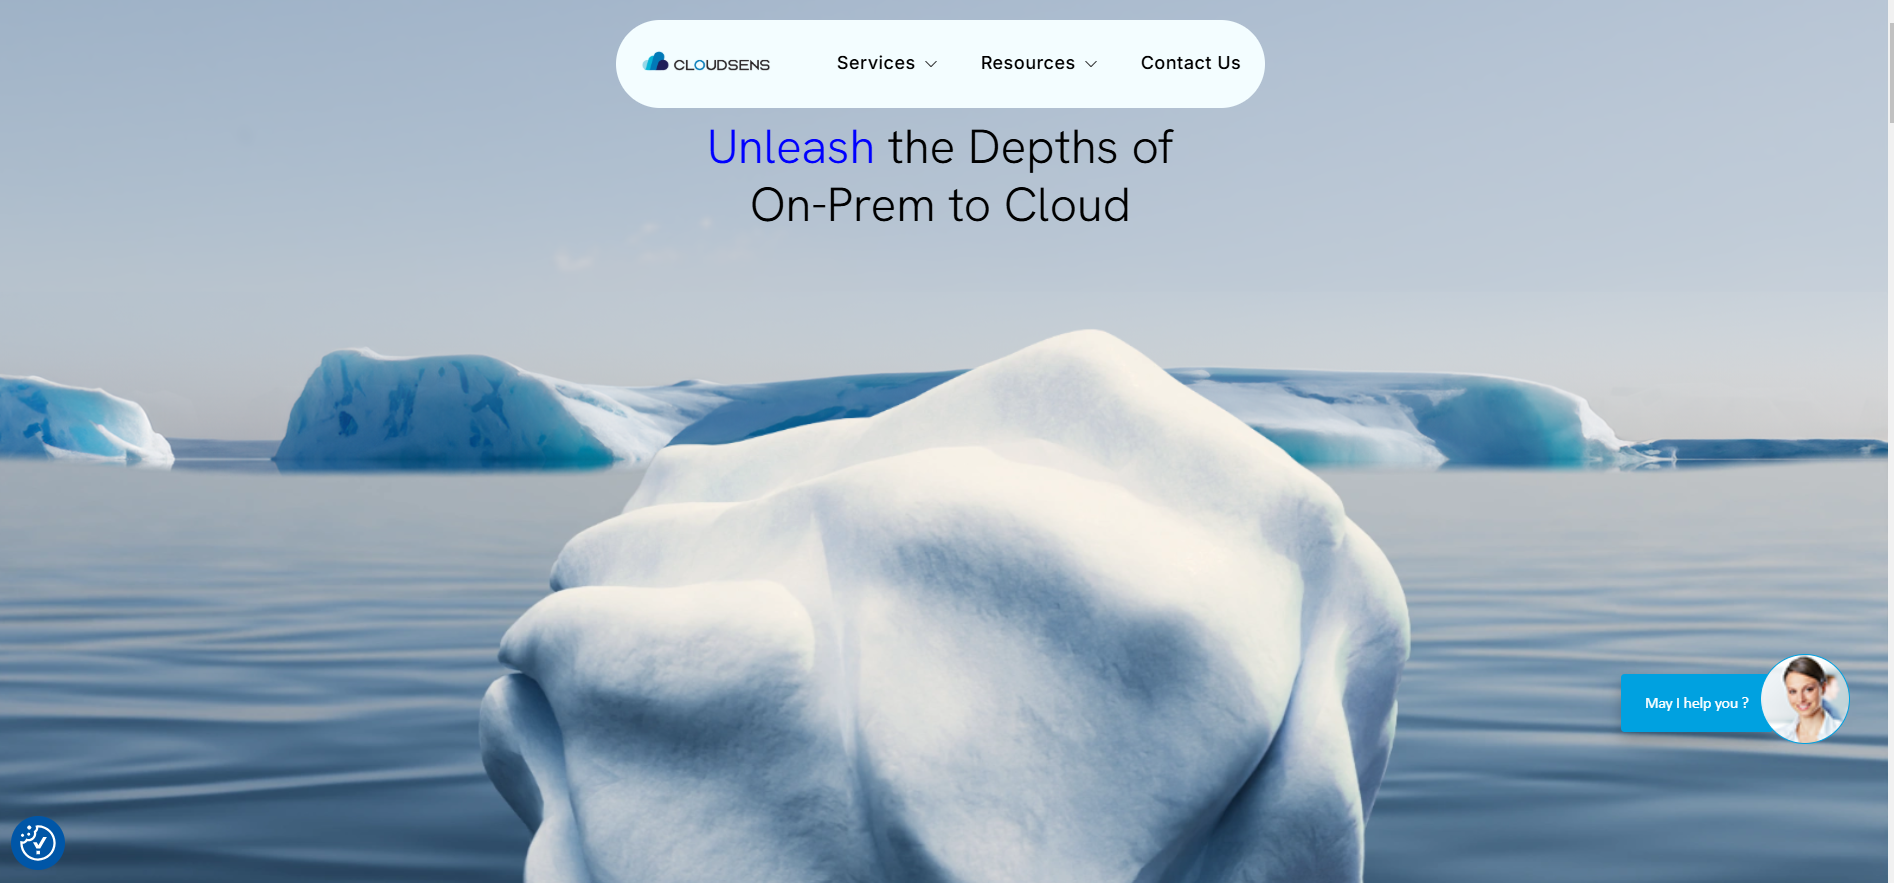 CLOUDSENS
Services
Resources
Contact Us
Unleash the Depths of
On-Prem to Cloud
May I help you ?